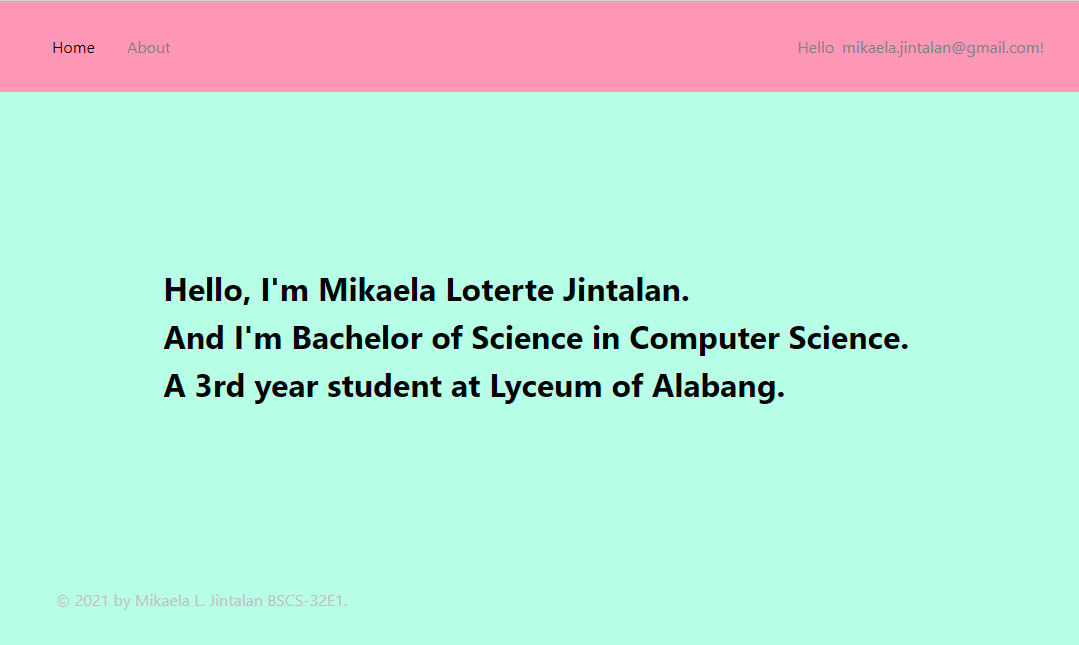 Home About Hello mikaela.jintalan@gmail.com!
Hello, I'm Mikaela Loterte Jintalan.
And I'm Bachelor of Science in Computer Science.
A 3rd year student at Lyceum of Alabang.
© 2021 by Mikaela L. Jintalan BSCS-32E1.